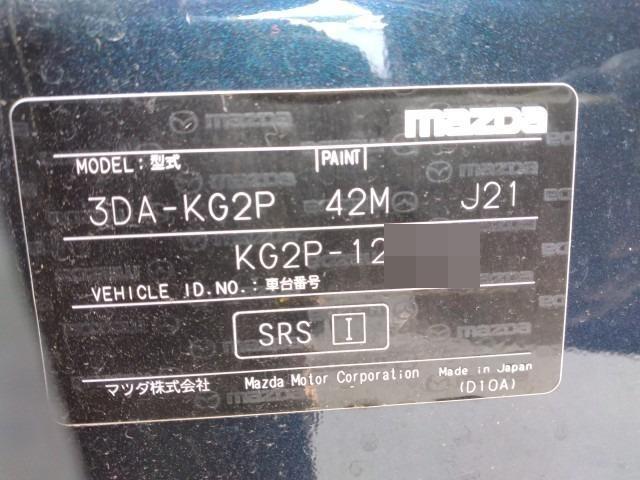 mazda
MODEL：型式 PAINT
3DA-KG2P 42M J21
KG2P-12
VEHICLE ID.NO.：車台番号
SRS I
マツダ株式会社 Mazda Motor Corporation Made in Japan
(D10A)